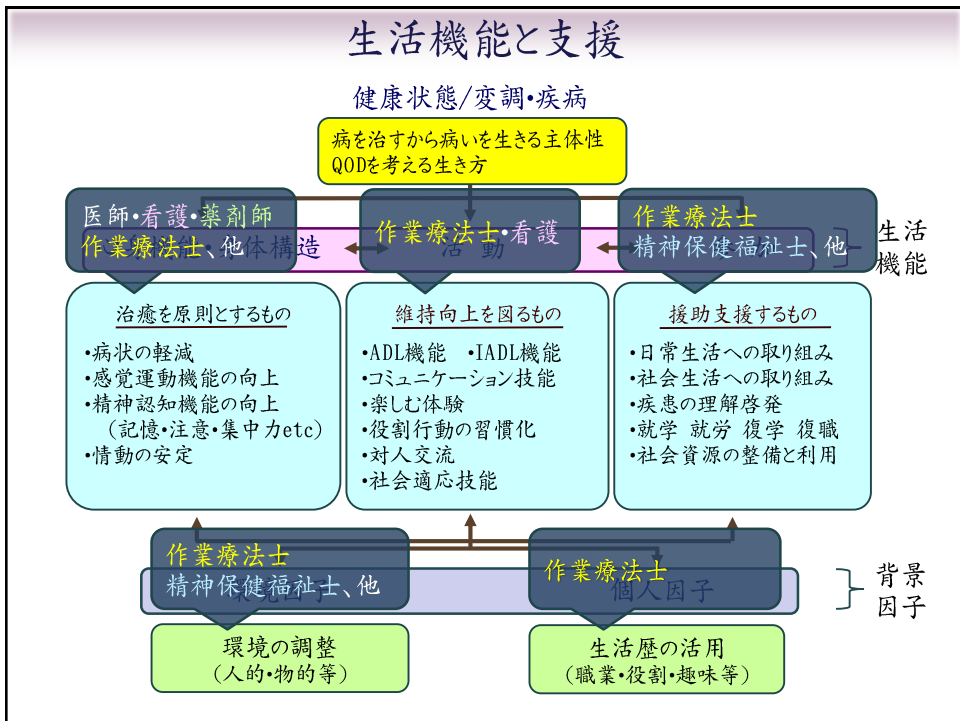 生活機能と支援
健康状態/変調・疾病
病を治すから病いを生きる主体性
QODを考える生き方
医師・看護・薬剤師
作業療法士、他
作業療法士・看護
作業療法士
精神保健福祉士、他
体構造
活 動
生活
機能
治癒を原則とするもの
・病状の軽減
・感覚運動機能の向上
・精神認知機能の向上
（記憶・注意・集中力etc）
・情動の安定
維持向上を図るもの
・ADL機能 ・IADL機能
・コミュニケーション技能
・楽しむ体験
・役割行動の習慣化
・対人交流
・社会適応技能
援助支援するもの
・日常生活への取り組み
・社会生活への取り組み
・疾患の理解啓発
・就学 就労 復学 復職
・社会資源の整備と利用
作業療法士
精神保健福祉士、他
作業療法士
環境因子
個人因子
背景
因子
環境の調整
（人的・物的等）
生活歴の活用
（職業・役割・趣味等）